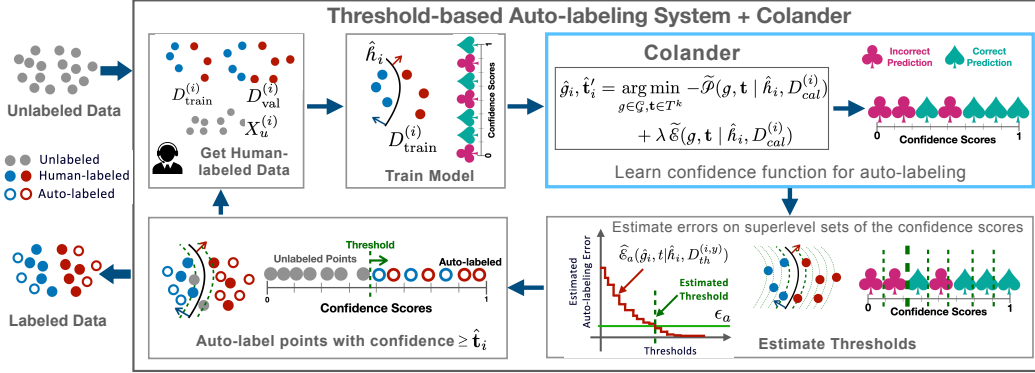 Threshold-based Auto-labeling System + Colander
Unlabeled Data
Unlabeled
Human-labeled
Auto-labeled
Labeled Data
D_train^(i) D_val^(i)
X_u^(i)
Get Human-
labeled Data
ĥ_i
D_train^(i)
0 Confidence Scores 1
Train Model
Colander
ĝ_i, t̂'_i = arg min −P̃(g, t | ĥ_i, D_cal^(i))
g∈G,t∈T^k
+ λ Ẽ(g, t | ĥ_i, D_cal^(i))
Incorrect
Prediction
Correct
Prediction
0 1
Confidence Scores
Learn confidence function for auto-labeling
Estimate errors on superlevel sets of the confidence scores
Estimated
Auto-labeling Error
Ê_a(ĝ_i, t|ĥ_i, D_th^(i,y))
Estimated
Threshold
ϵ_a
Thresholds
0 1
Confidence Scores
Estimate Thresholds
Threshold
Unlabeled Points
Auto-labeled
0 1
Confidence Scores
Auto-label points with confidence ≥ t̂_i